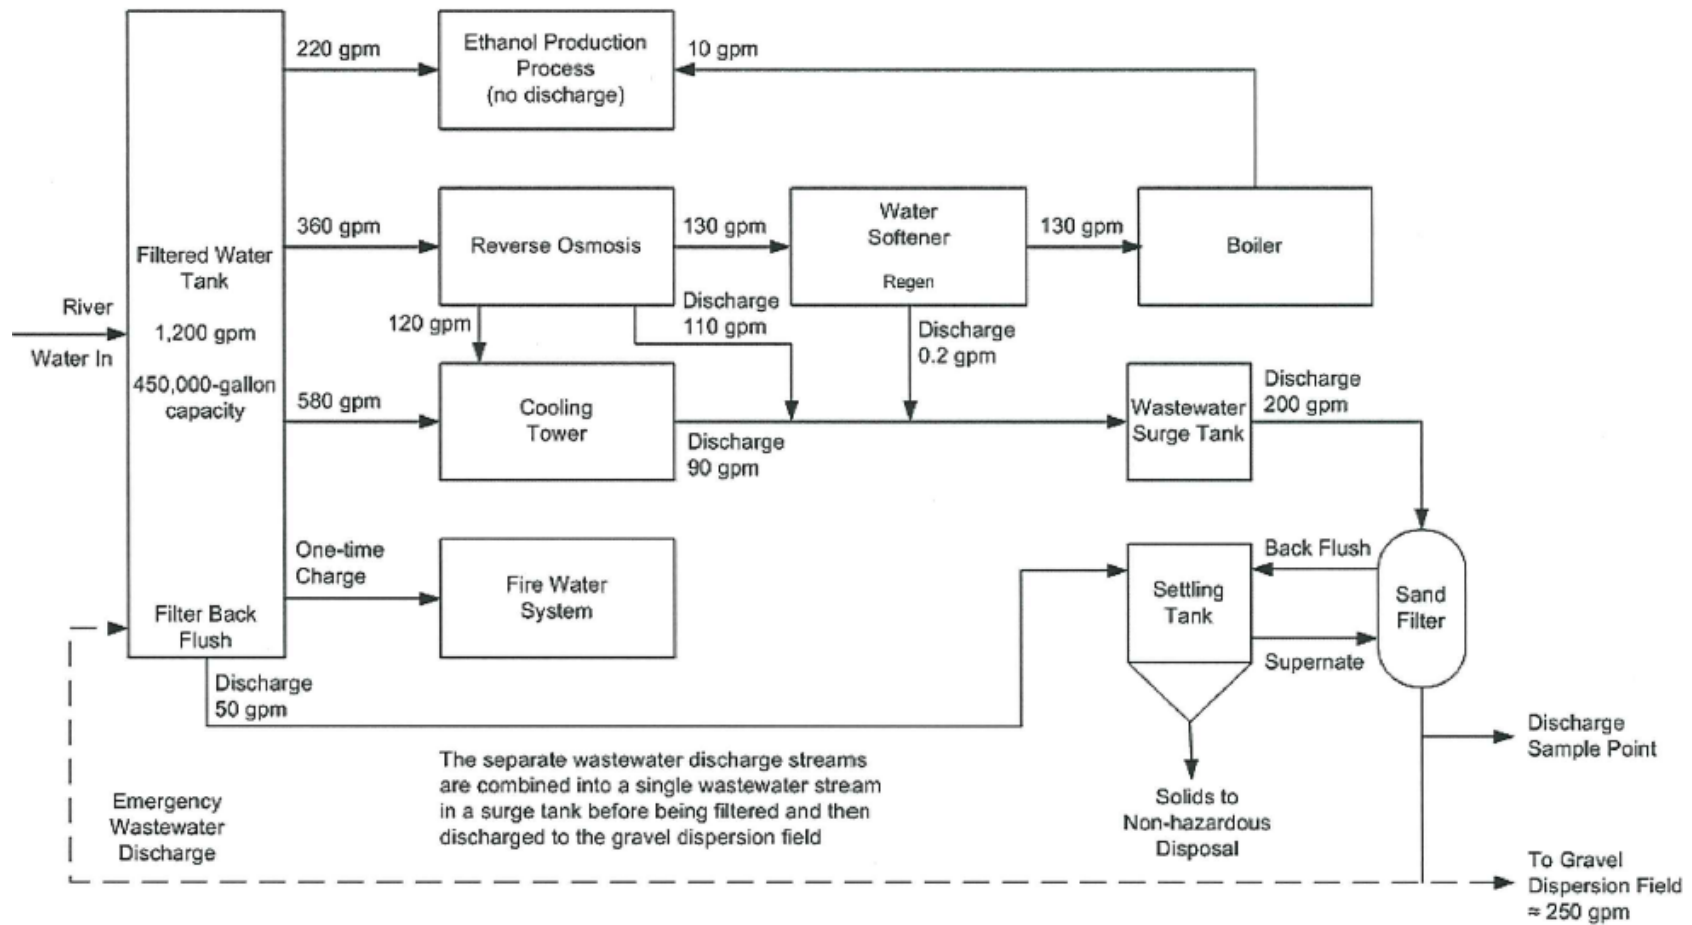 220 gpm
Ethanol Production
Process
(no discharge)
10 gpm
360 gpm
Reverse Osmosis
130 gpm
Water
Softener
Regen
130 gpm
Boiler
Filtered Water
Tank
1,200 gpm
450,000-gallon
capacity
River
Water In
120 gpm
Discharge
110 gpm
Discharge
0.2 gpm
580 gpm
Cooling
Tower
Discharge
90 gpm
Wastewater
Surge Tank
Discharge
200 gpm
One-time
Charge
Fire Water
System
Filter Back
Flush
Discharge
50 gpm
Settling
Tank
Back Flush
Supernate
Sand
Filter
Discharge
Sample Point
The separate wastewater discharge streams
are combined into a single wastewater stream
in a surge tank before being filtered and then
discharged to the gravel dispersion field
Emergency
Wastewater
Discharge
Solids to
Non-hazardous
Disposal
To Gravel
Dispersion Field
≈ 250 gpm